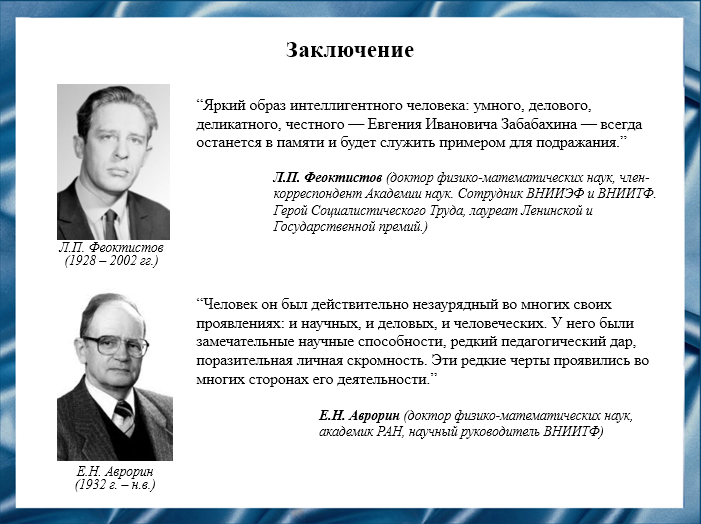 Заключение
“Яркий образ интеллигентного человека: умного, делового,
деликатного, честного — Евгения Ивановича Забабахина — всегда
останется в памяти и будет служить примером для подражания.”
Л.П. Феоктистов (доктор физико-математических наук, член-
корреспондент Академии наук. Сотрудник ВНИИЭФ и ВНИИТФ.
Герой Социалистического Труда, лауреат Ленинской и
Государственной премий.)
Л.П. Феоктистов
(1928 – 2002 гг.)
“Человек он был действительно незаурядный во многих своих
проявлениях: и научных, и деловых, и человеческих. У него были
замечательные научные способности, редкий педагогический дар,
поразительная личная скромность. Эти редкие черты проявились во
многих сторонах его деятельности.”
Е.Н. Аврорин (доктор физико-математических наук,
академик РАН, научный руководитель ВНИИТФ)
Е.Н. Аврорин
(1932 г. – н.в.)